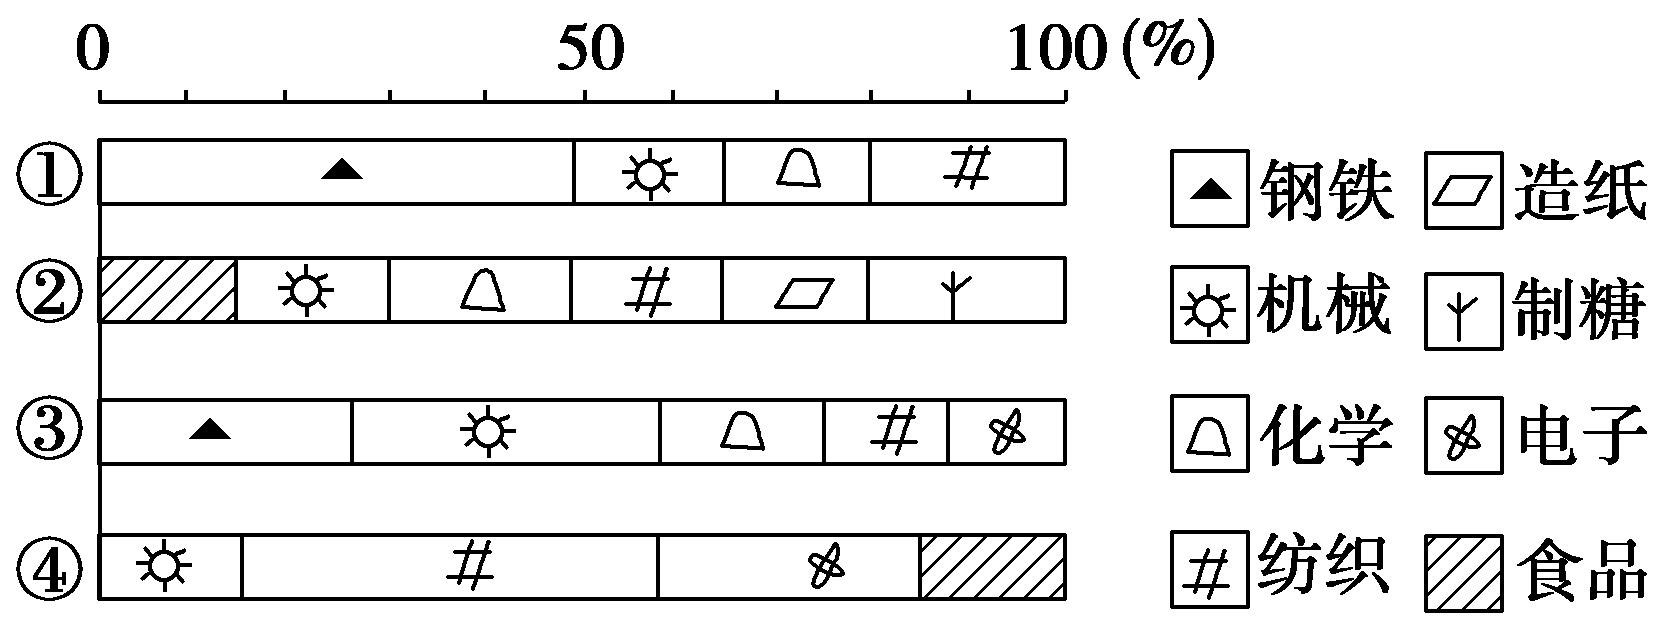 0 50 100 (%)
① 钢铁 造纸
② 机械 制糖
③ 化学 电子
④ 纺织 食品